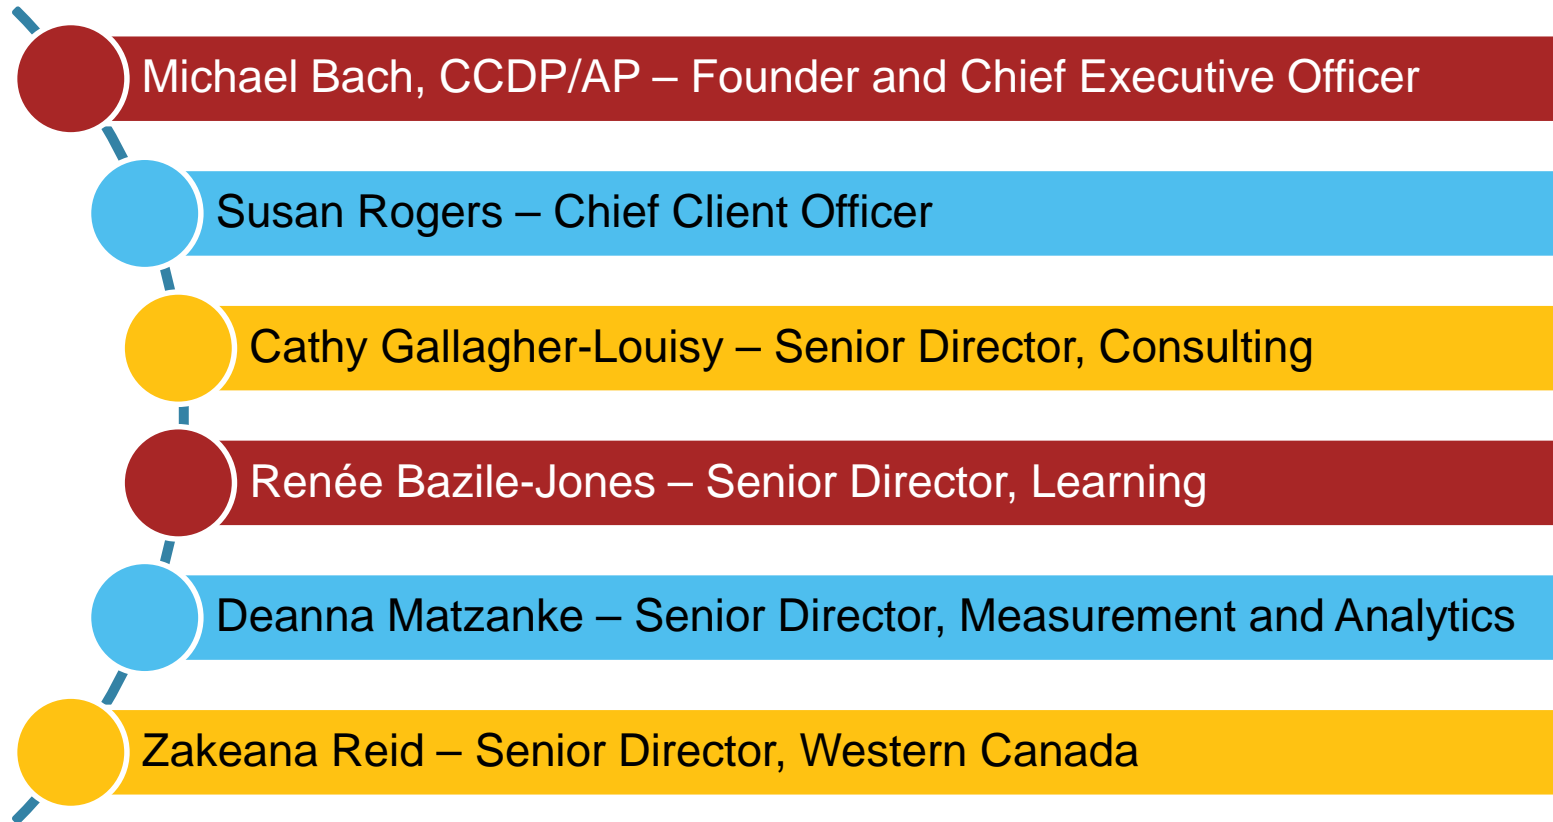 Michael Bach, CCDP/AP – Founder and Chief Executive Officer
Susan Rogers – Chief Client Officer
Cathy Gallagher-Louisy – Senior Director, Consulting
Renée Bazile-Jones – Senior Director, Learning
Deanna Matzanke – Senior Director, Measurement and Analytics
Zakeana Reid – Senior Director, Western Canada